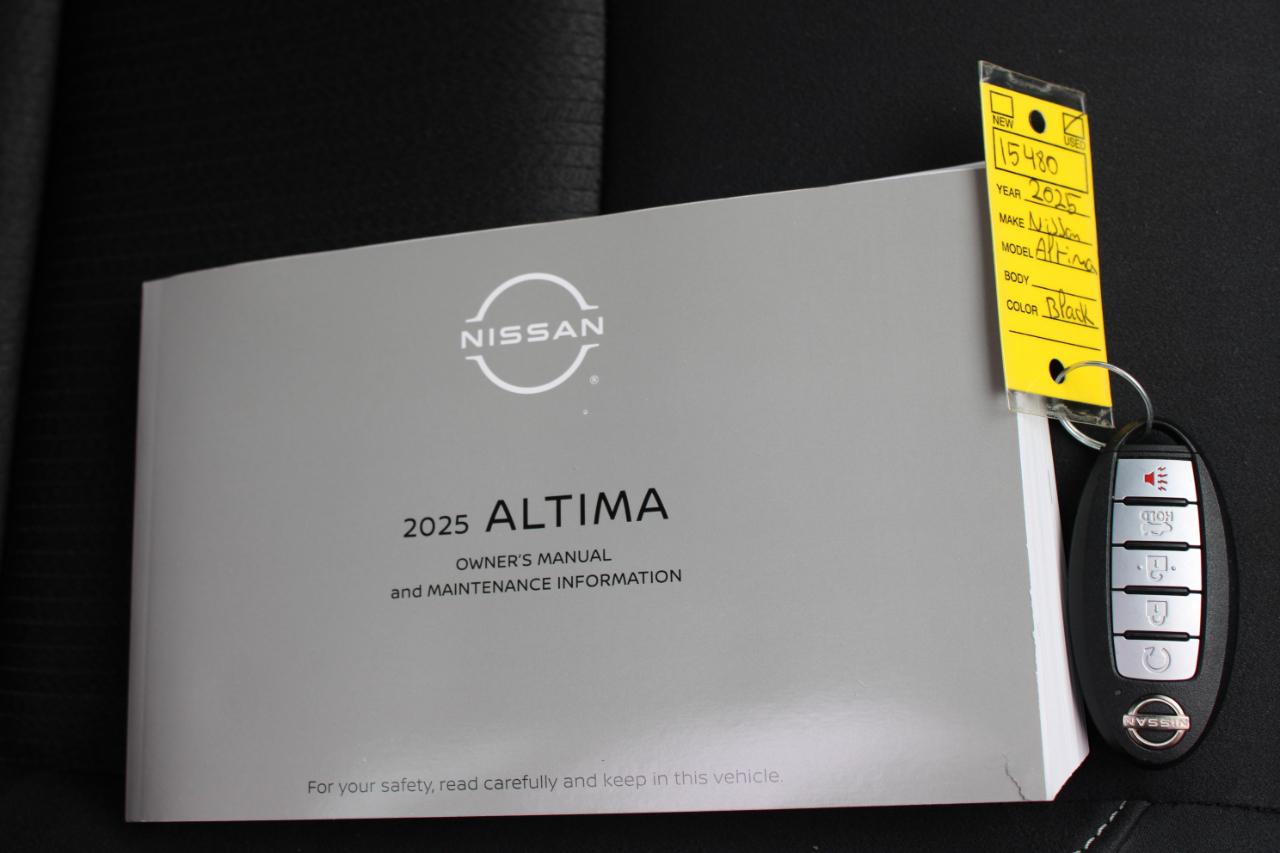 NISSAN
®
2025 ALTIMA
OWNER'S MANUAL
and MAINTENANCE INFORMATION
For your safety, read carefully and keep in this vehicle.
NEW
USED
15480
YEAR 2025
MAKE Nissan
MODEL Altima
BODY
COLOR Black
HOLD
NISSAN